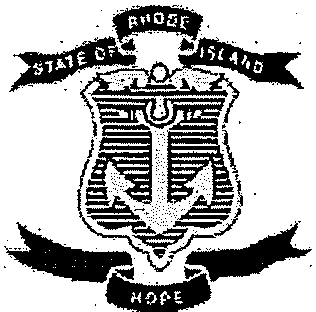 RHODE
STATE OF ISLAND
HOPE